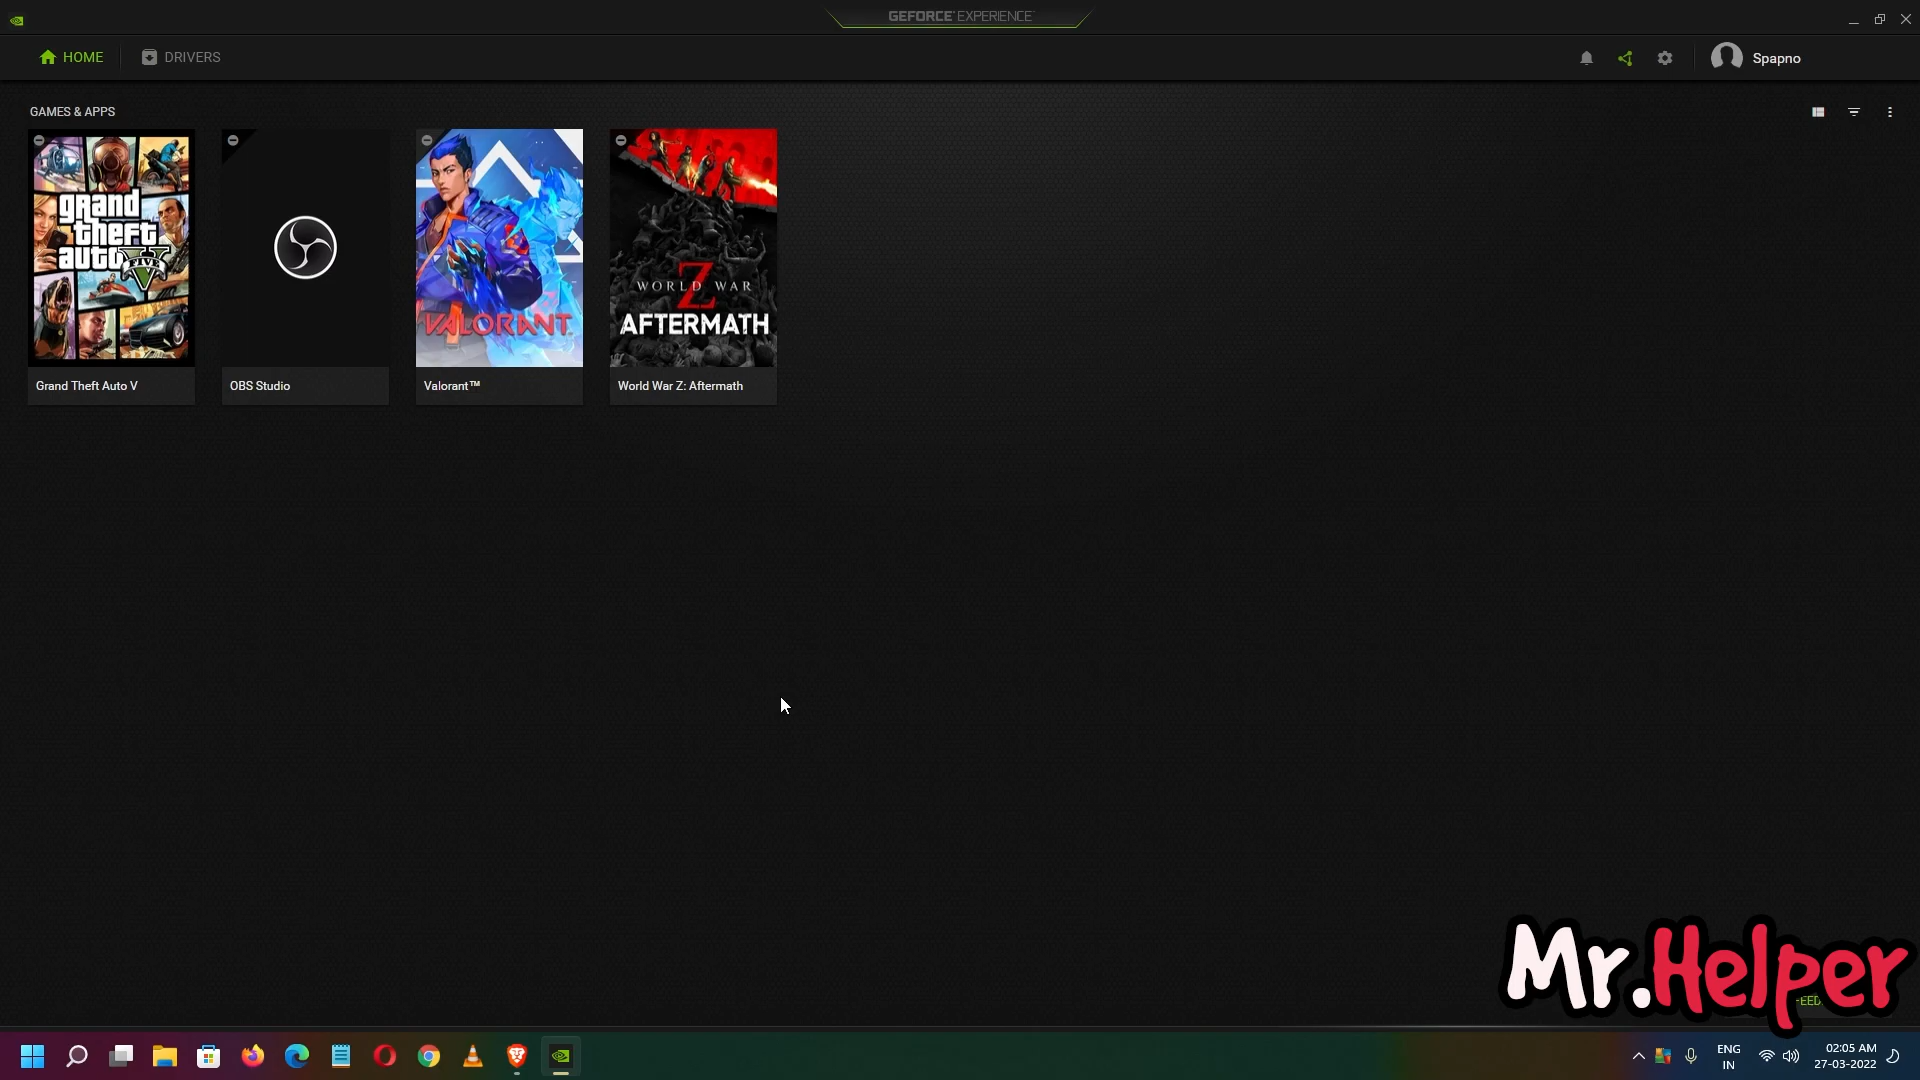 GEFORCE EXPERIENCE
HOME
DRIVERS
Spapno
GAMES & APPS
grand
theft
auto
FIVE
VALORANT
WORLD WAR
Z
AFTERMATH
Grand Theft Auto V
OBS Studio
Valorant™
World War Z: Aftermath
Mr.Helper
ENG
IN
02:05 AM
27-03-2022